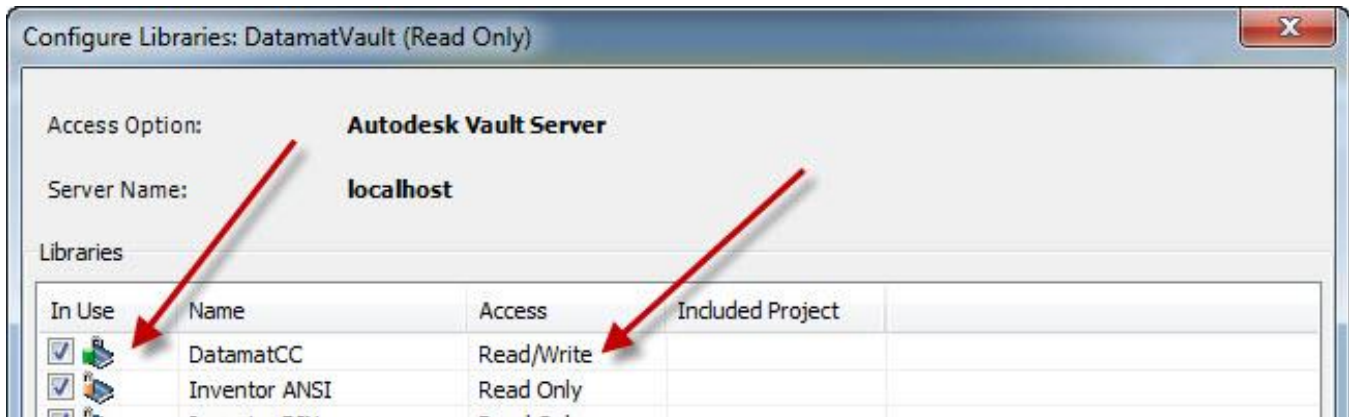 Configure Libraries: DatamatVault (Read Only)
Access Option: Autodesk Vault Server
Server Name: localhost
Libraries
In Use Name Access Included Project
DatamatCC Read/Write
Inventor ANSI Read Only